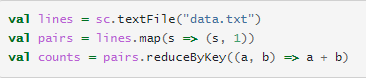 val lines = sc.textFile("data.txt")
val pairs = lines.map(s => (s, 1))
val counts = pairs.reduceByKey((a, b) => a + b)